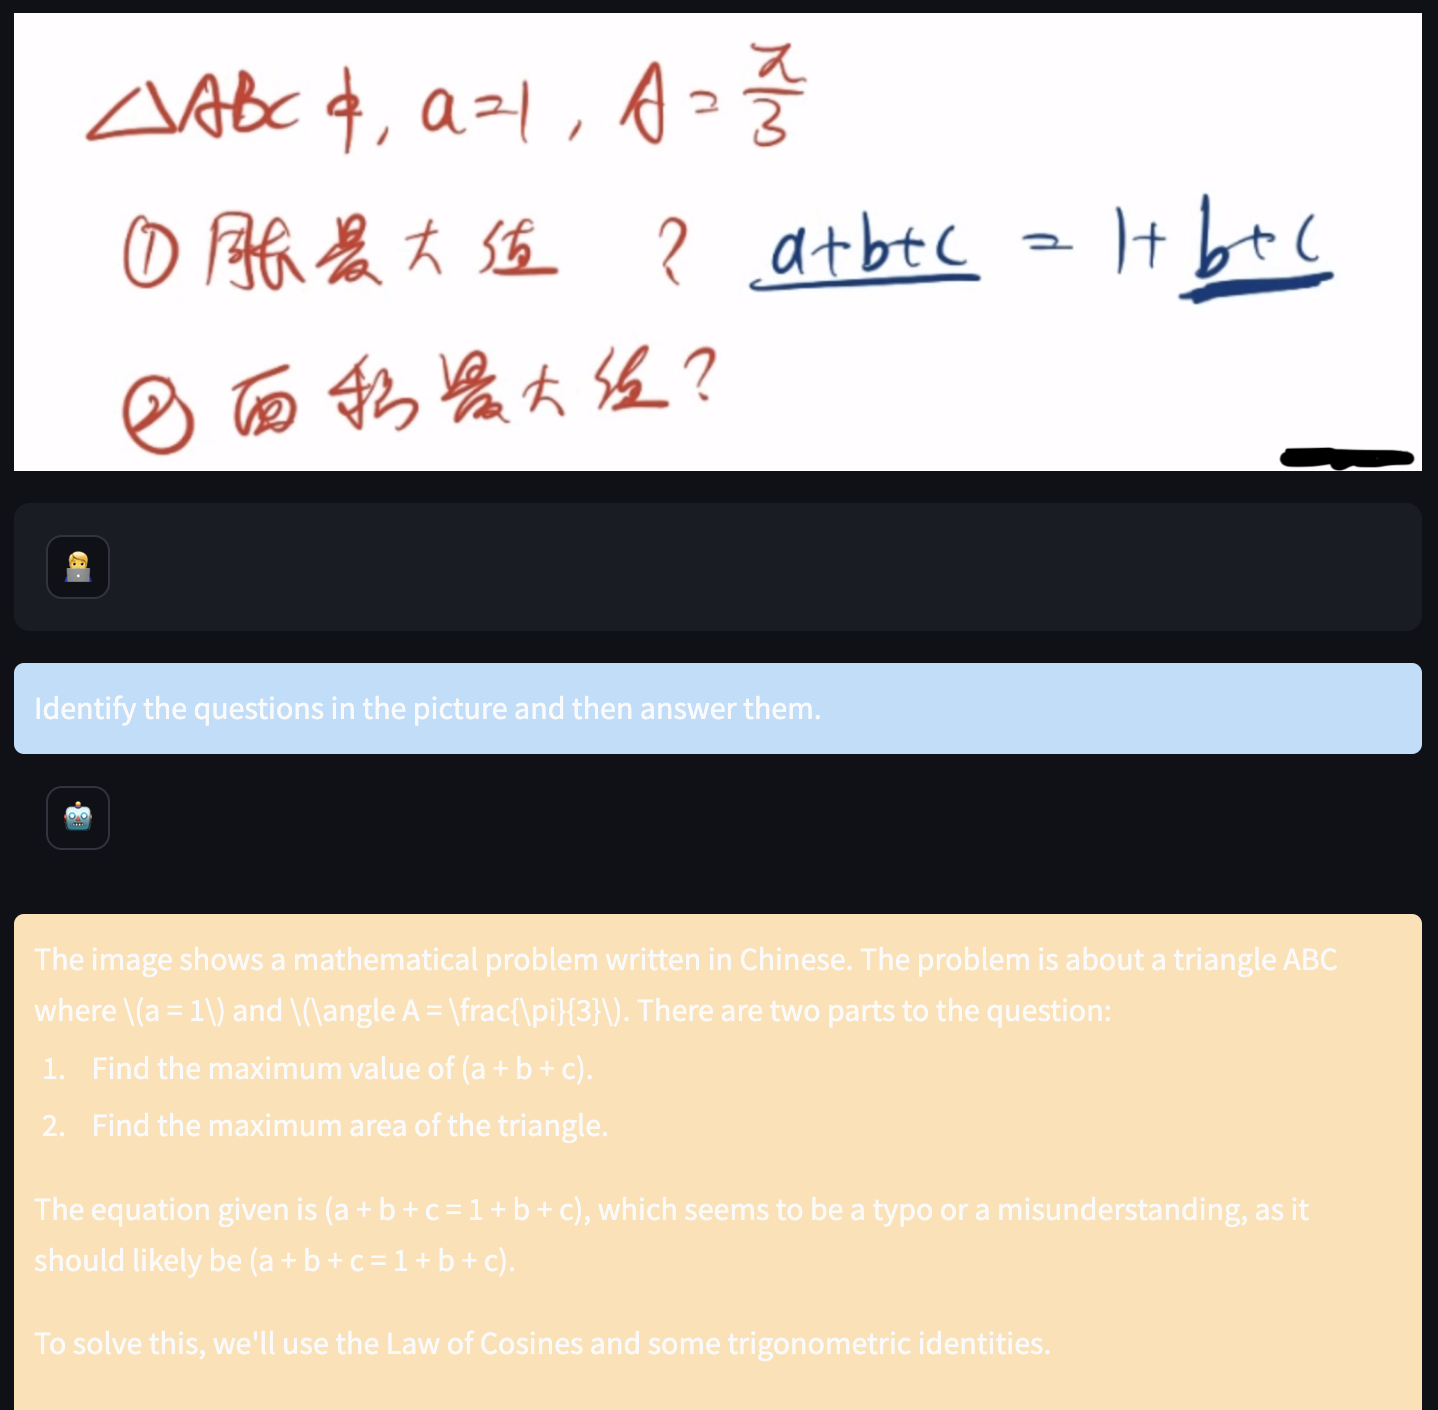 △ABC中, a=1, A=π/3
① 周长最大值 ? a+b+c = 1+b+c
② 面积最大值?
Identify the questions in the picture and then answer them.
The image shows a mathematical problem written in Chinese. The problem is about a triangle ABC
where \(a = 1\) and \(\angle A = \frac{\pi}{3}\). There are two parts to the question:
1. Find the maximum value of (a + b + c).
2. Find the maximum area of the triangle.
The equation given is (a + b + c = 1 + b + c), which seems to be a typo or a misunderstanding, as it
should likely be (a + b + c = 1 + b + c).
To solve this, we'll use the Law of Cosines and some trigonometric identities.